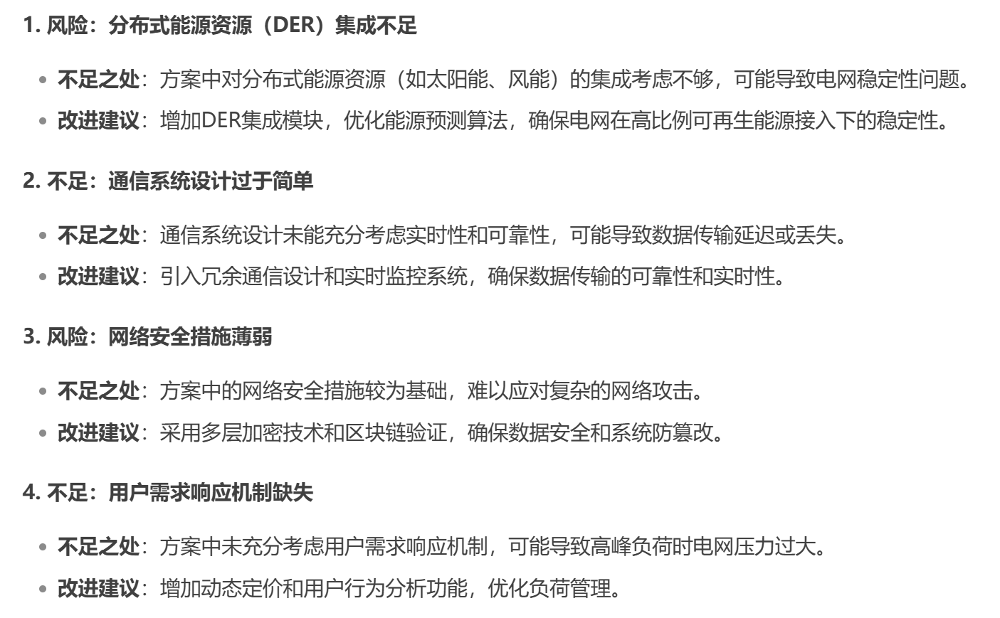 1. 风险：分布式能源资源（DER）集成不足
• 不足之处：方案中对分布式能源资源（如太阳能、风能）的集成考虑不够，可能导致电网稳定性问题。
• 改进建议：增加DER集成模块，优化能源预测算法，确保电网在高比例可再生能源接入下的稳定性。
2. 不足：通信系统设计过于简单
• 不足之处：通信系统设计未能充分考虑实时性和可靠性，可能导致数据传输延迟或丢失。
• 改进建议：引入冗余通信设计和实时监控系统，确保数据传输的可靠性和实时性。
3. 风险：网络安全措施薄弱
• 不足之处：方案中的网络安全措施较为基础，难以应对复杂的网络攻击。
• 改进建议：采用多层加密技术和区块链验证，确保数据安全和系统防篡改。
4. 不足：用户需求响应机制缺失
• 不足之处：方案中未充分考虑用户需求响应机制，可能导致高峰负荷时电网压力过大。
• 改进建议：增加动态定价和用户行为分析功能，优化负荷管理。